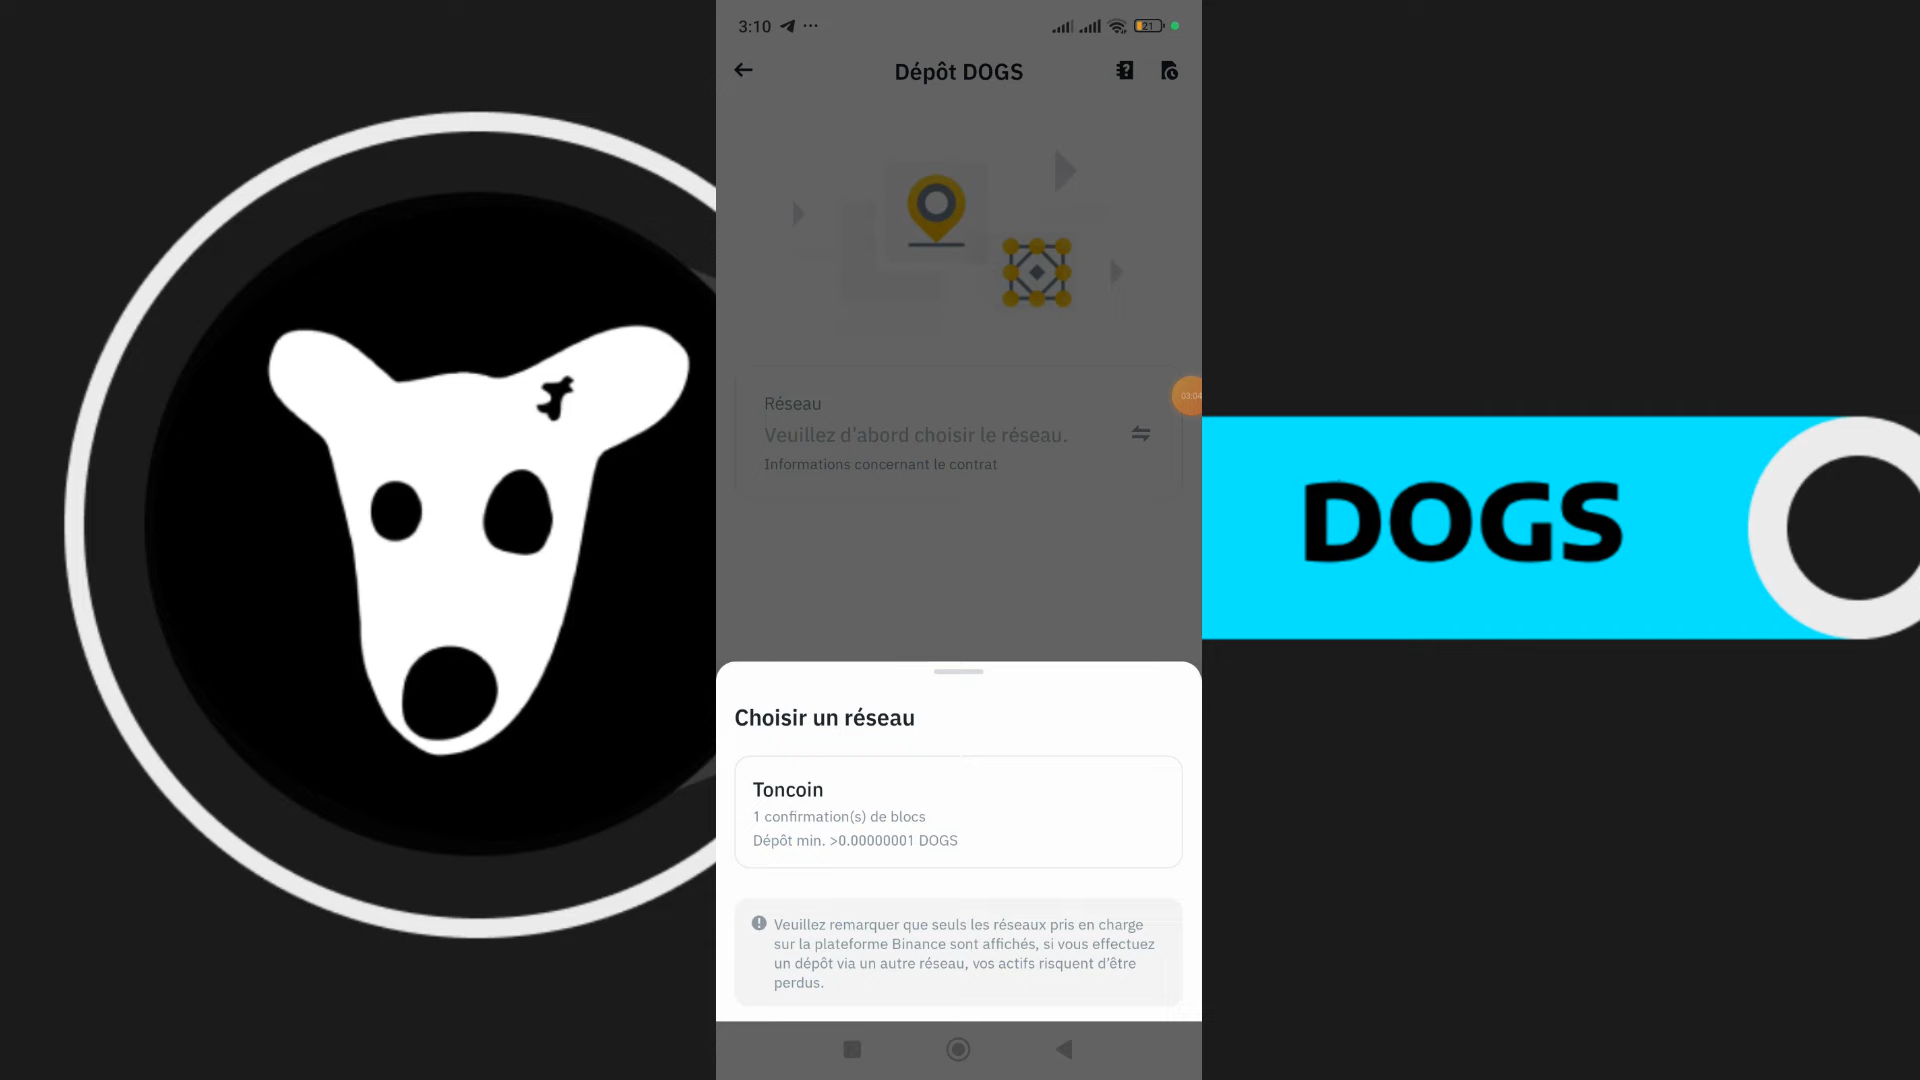 3:10
21
Dépôt DOGS
Réseau
Veuillez d'abord choisir le réseau.
Informations concernant le contrat
03:04
DOGS
Choisir un réseau
Toncoin
1 confirmation(s) de blocs
Dépôt min. >0.00000001 DOGS
Veuillez remarquer que seuls les réseaux pris en charge
sur la plateforme Binance sont affichés, si vous effectuez
un dépôt via un autre réseau, vos actifs risquent d'être
perdus.